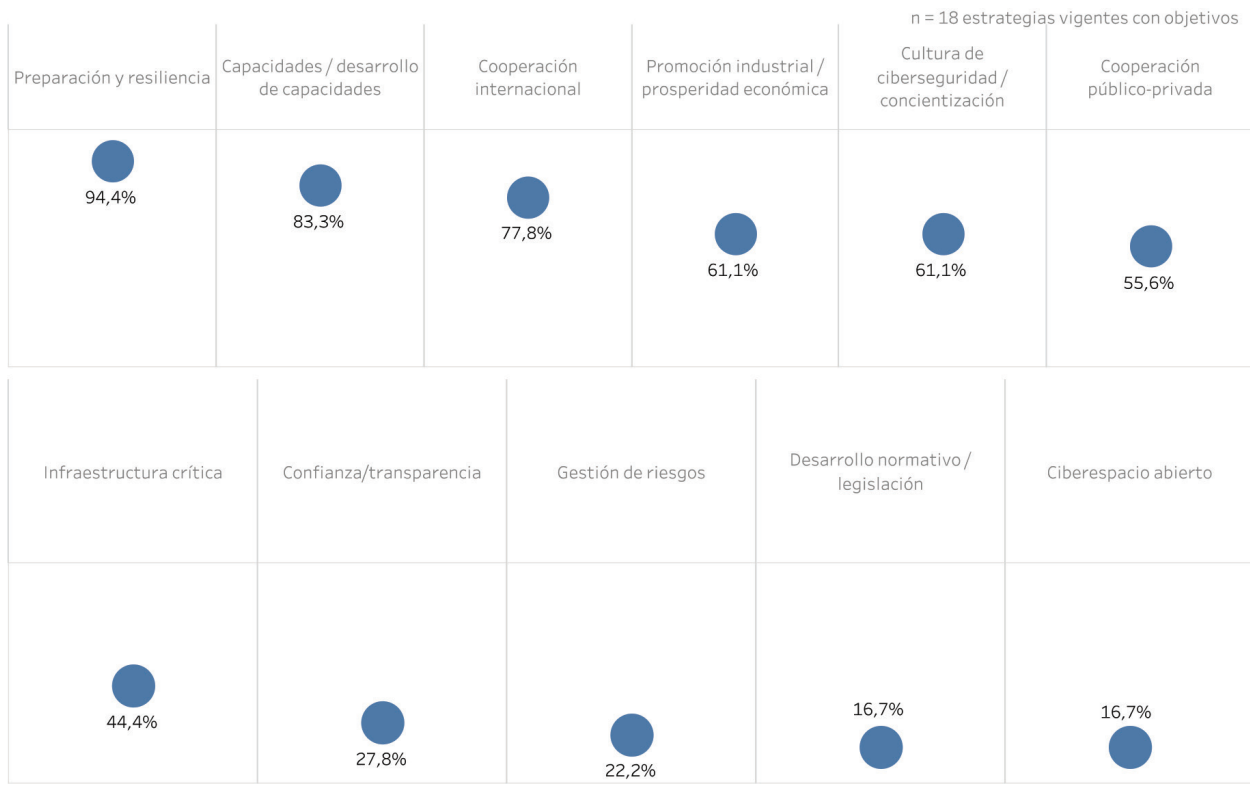 n = 18 estrategias vigentes con objetivos
Preparación y resiliencia
Capacidades / desarrollo
de capacidades
Cooperación
internacional
Promoción industrial /
prosperidad económica
Cultura de
ciberseguridad /
concientización
Cooperación
público-privada
94,4%
83,3%
77,8%
61,1%
61,1%
55,6%
Infraestructura crítica
Confianza/transparencia
Gestión de riesgos
Desarrollo normativo /
legislación
Ciberespacio abierto
44,4%
27,8%
22,2%
16,7%
16,7%